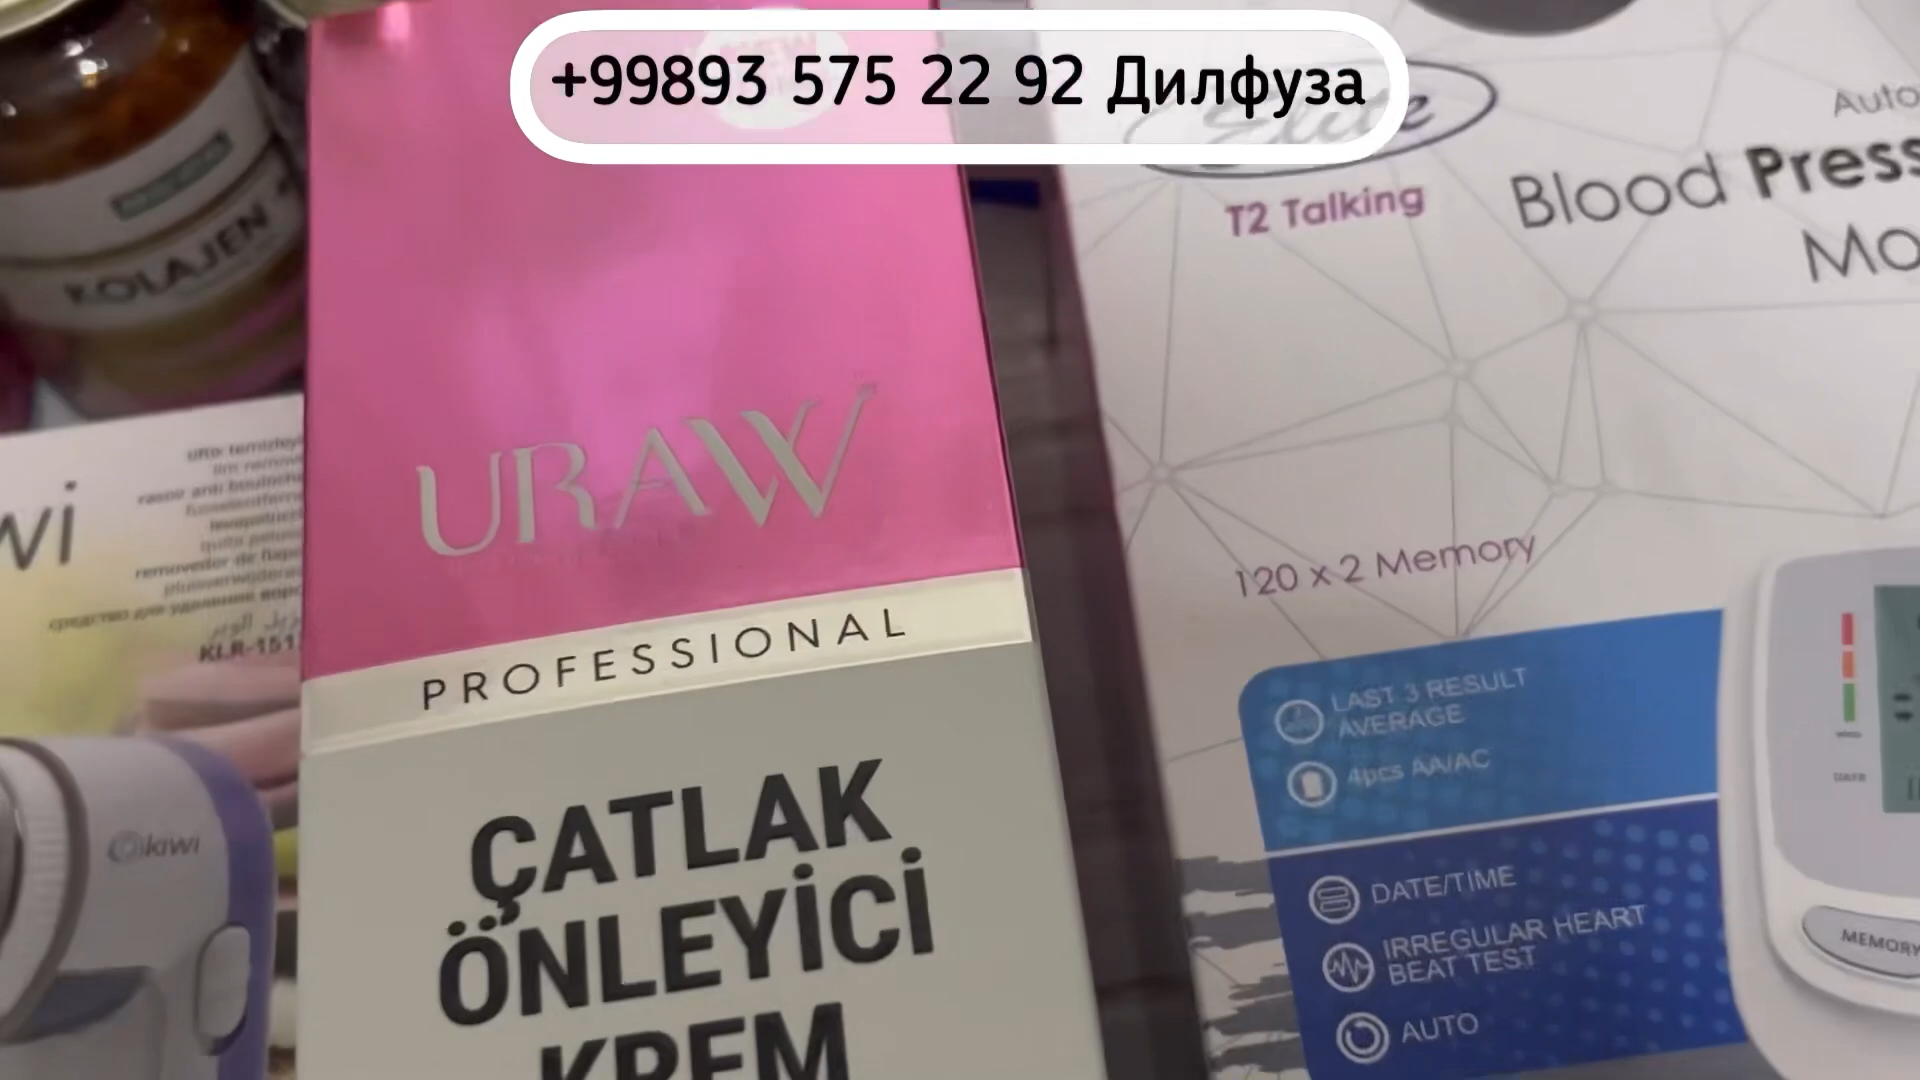 +99893 575 22 92 Дилфуза
KOLAJEN
wi
KLR-151
kiwi
URAW
PROFESSIONAL
ÇATLAK
ÖNLEYİCİ
KREM
Auto
Blood Press
Mo
T2 Talking
120 x 2 Memory
LAST 3 RESULT
AVERAGE
4pcs AA/AC
DATE/TIME
IRREGULAR HEART
BEAT TEST
AUTO
MEMORY